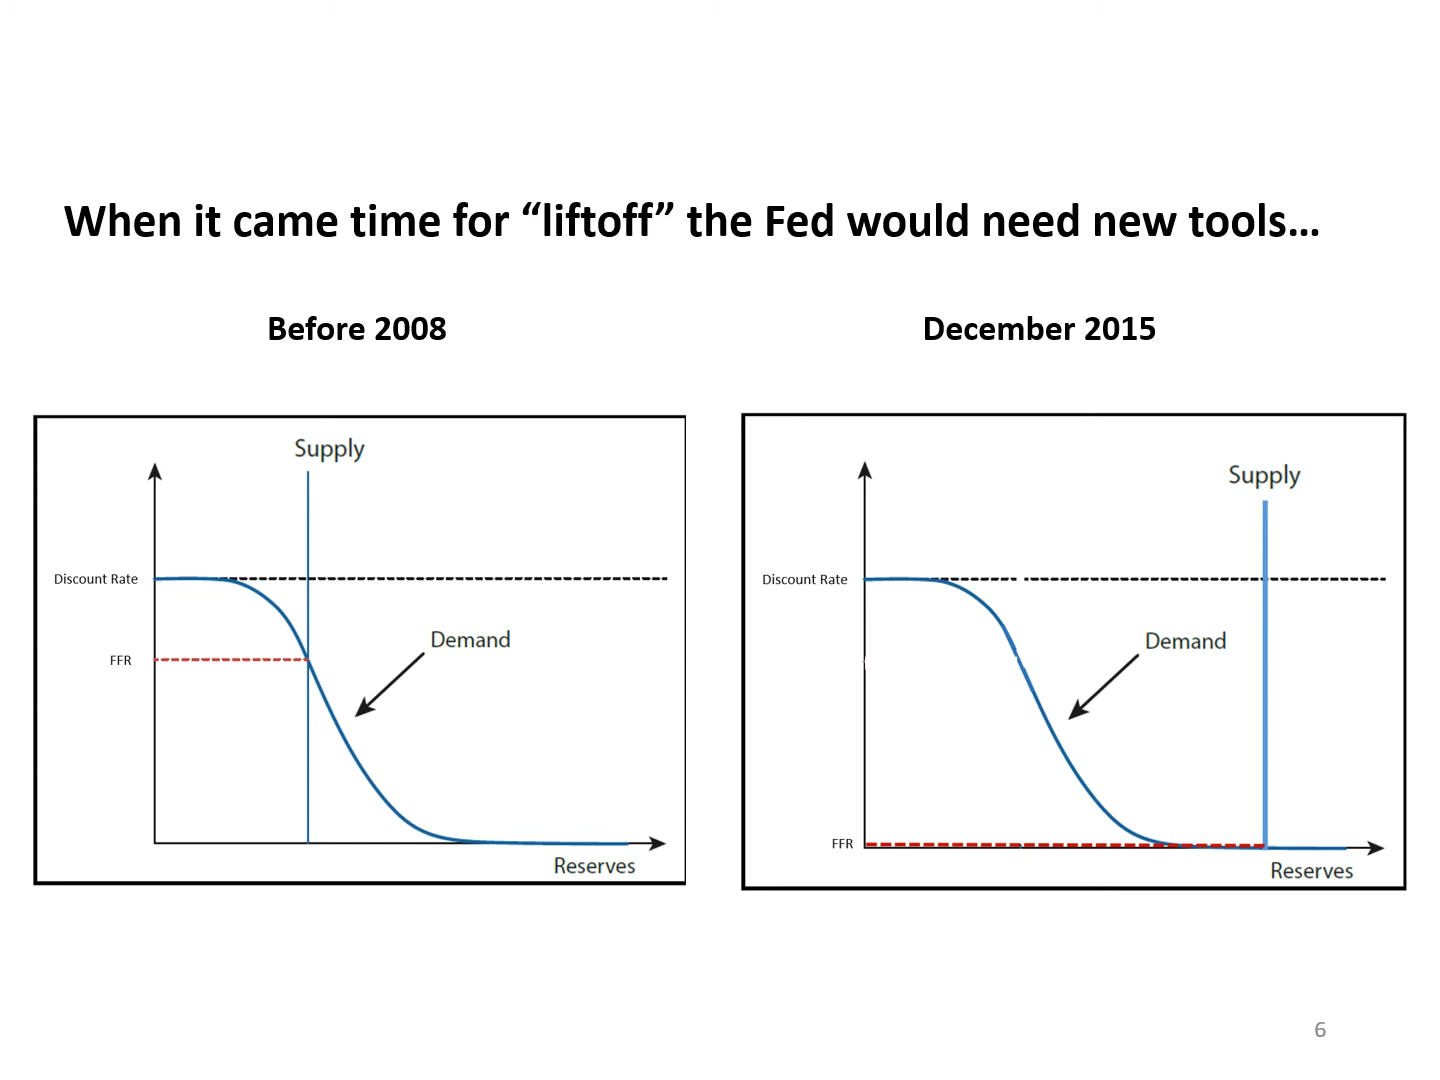 When it came time for “liftoff” the Fed would need new tools…
Before 2008
December 2015
Supply
Discount Rate
Demand
FFR
Reserves
Supply
Discount Rate
Demand
FFR
Reserves
6